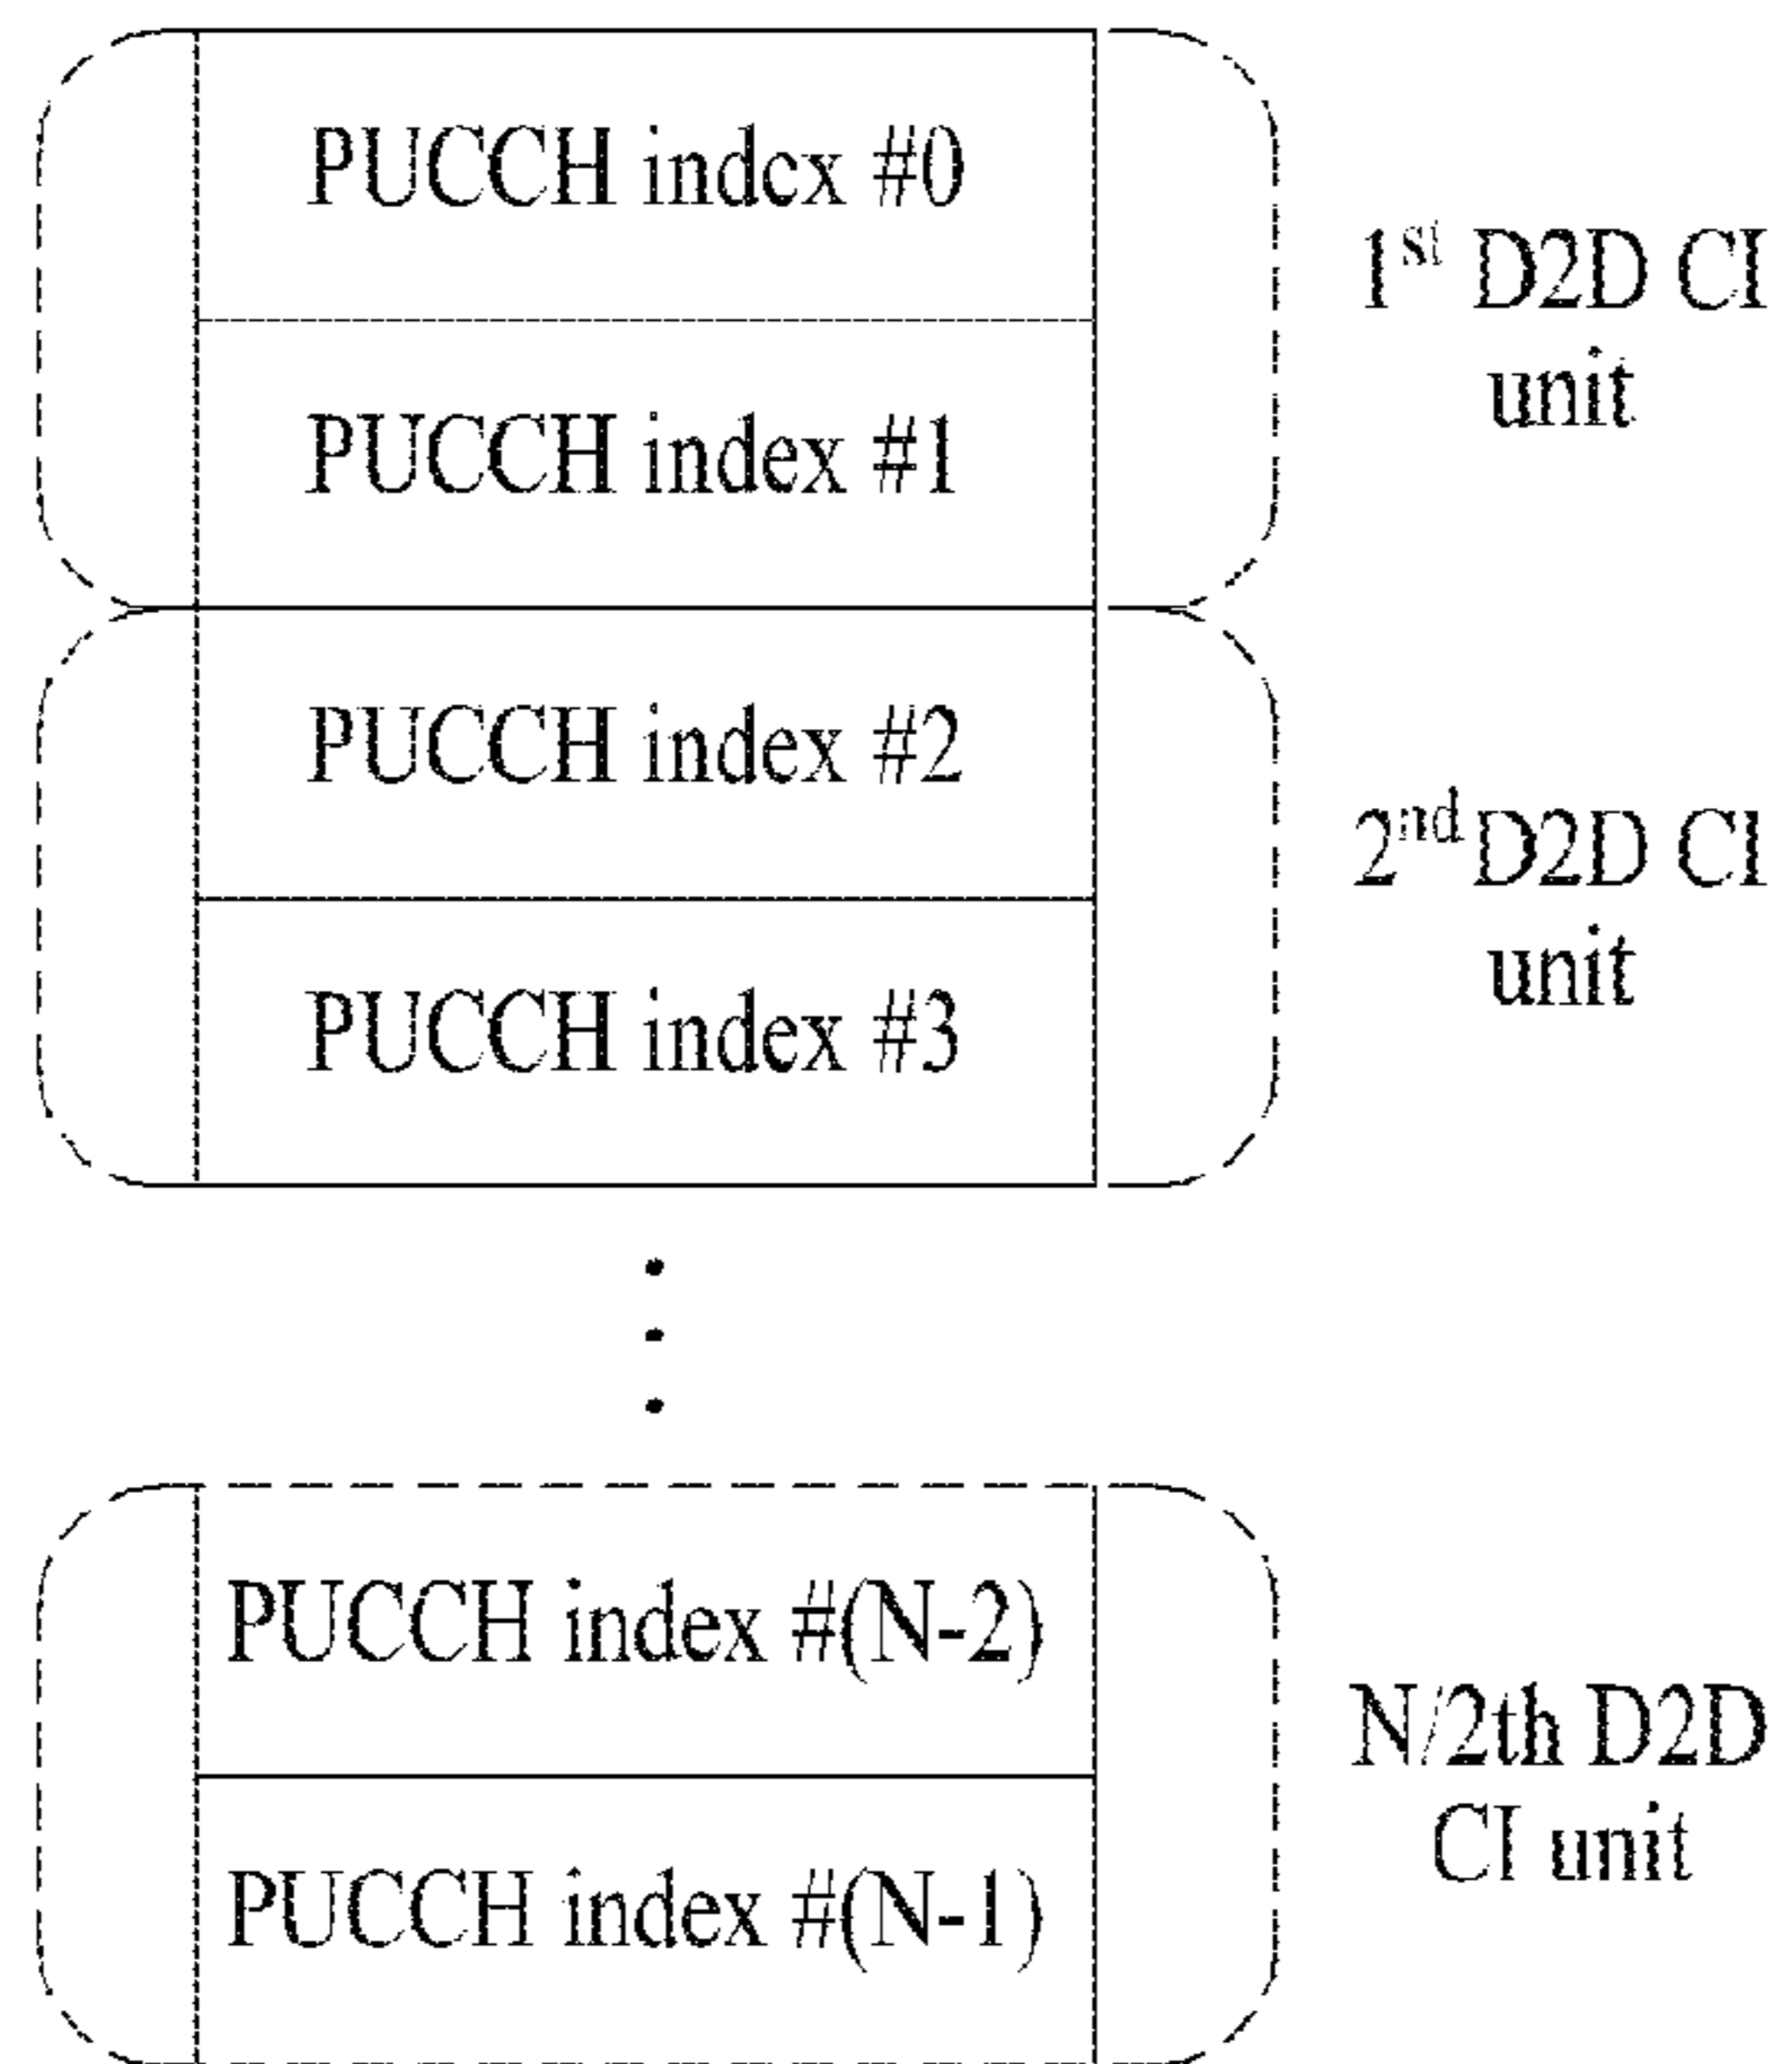 PUCCH index #0
1st D2D CI
unit
PUCCH index #1
PUCCH index #2
2nd D2D CI
unit
PUCCH index #3
PUCCH index #(N-2)
N/2th D2D
CI unit
PUCCH index #(N-1)